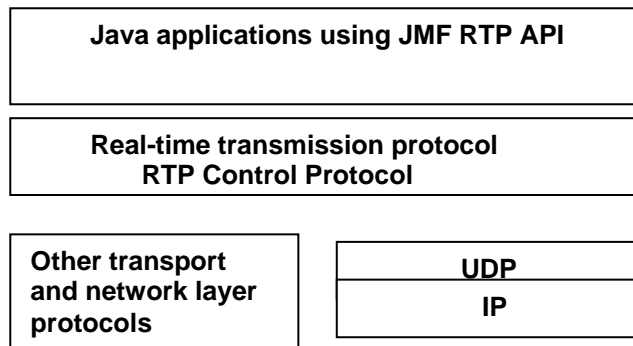 Java applications using JMF RTP API
Real-time transmission protocol
RTP Control Protocol
Other transport
and network layer
protocols
UDP
IP